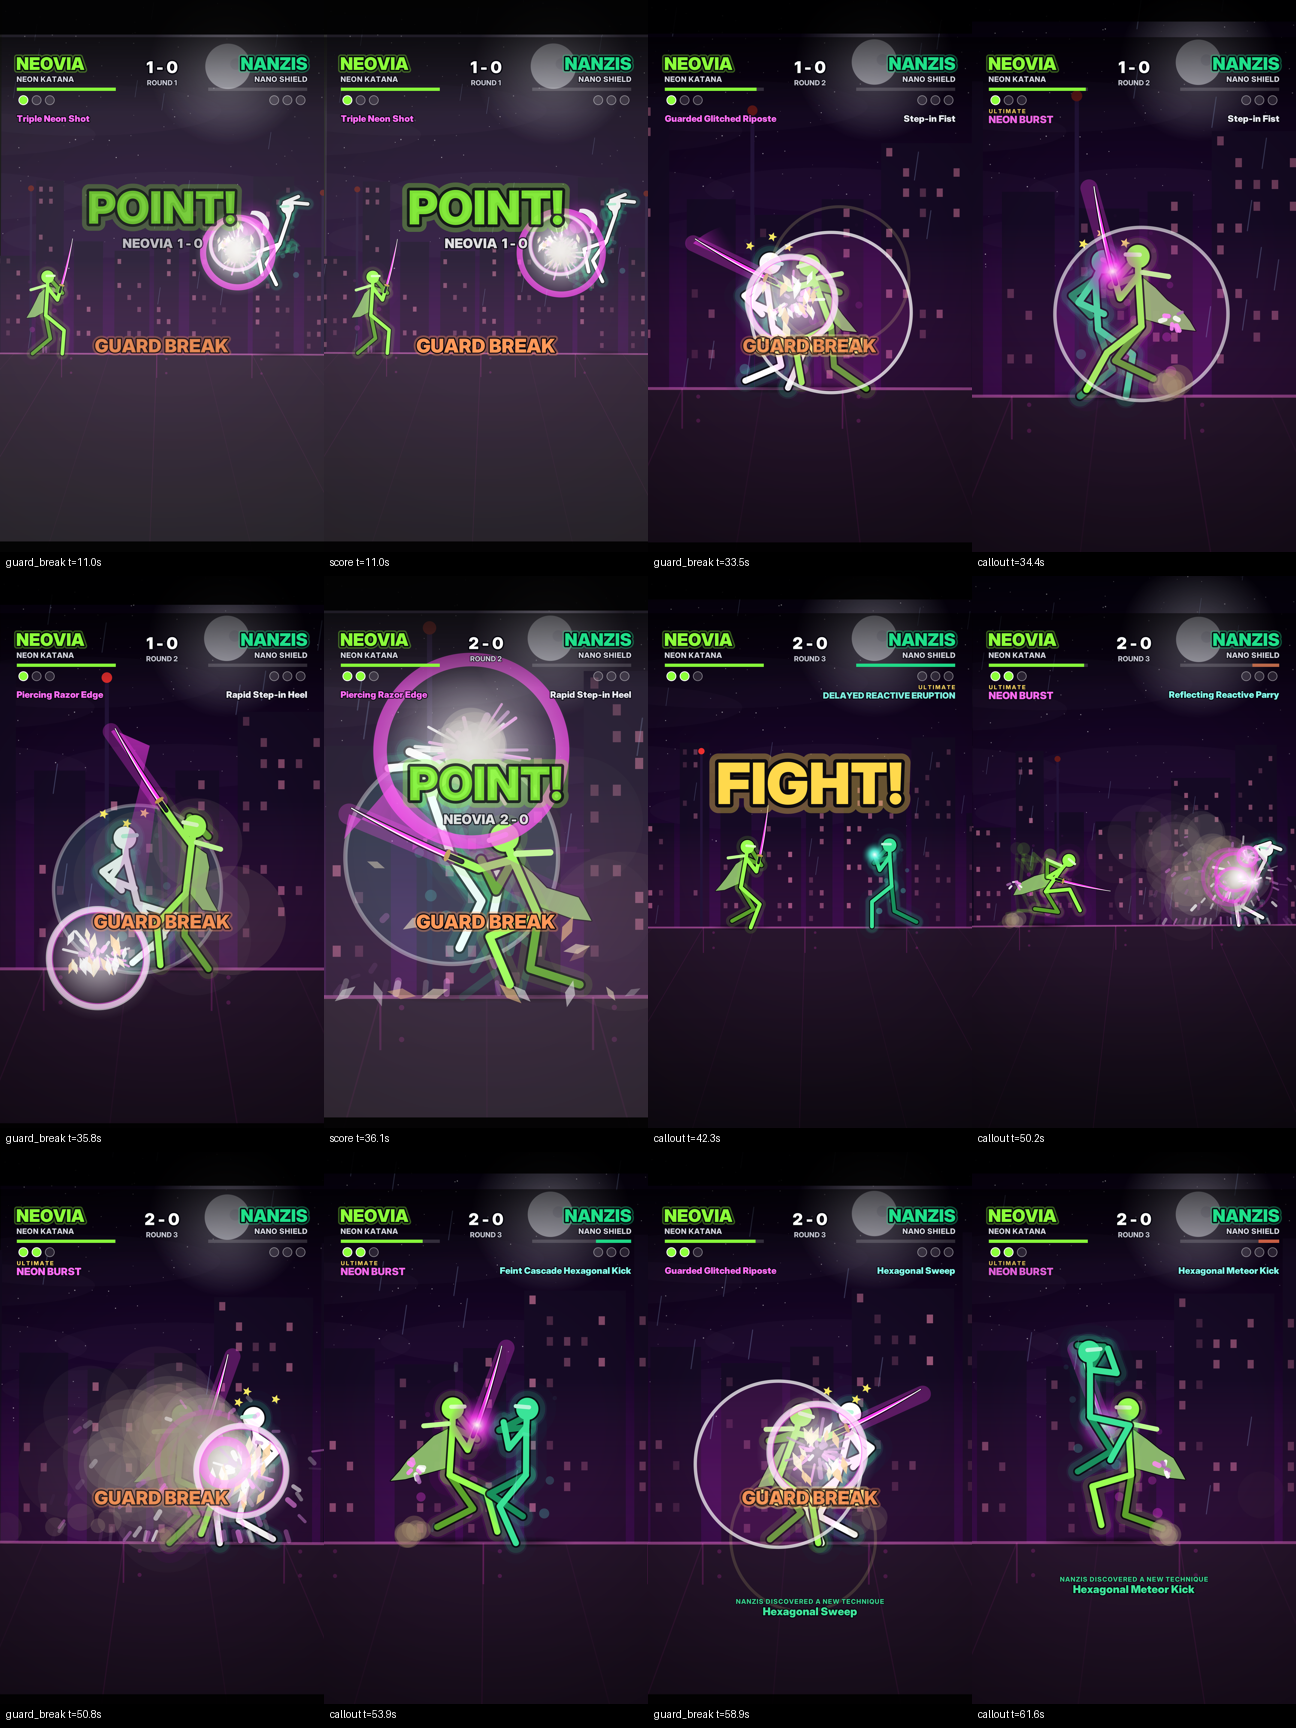 NEOVIA
1-0
NANZIS
NEON KATANA
ROUND 1
NANO SHIELD
Triple Neon Shot
POINT!
NEOVIA 1-0
GUARD BREAK
guard_break t=11.0s
NEOVIA
1-0
NANZIS
NEON KATANA
ROUND 1
NANO SHIELD
Triple Neon Shot
POINT!
NEOVIA 1-0
GUARD BREAK
score t=11.0s
NEOVIA
1-0
NANZIS
NEON KATANA
ROUND 2
NANO SHIELD
Guarded Glitched Riposte
Step-in Fist
GUARD BREAK
guard_break t=33.5s
NEOVIA
1-0
NANZIS
NEON KATANA
ROUND 2
NANO SHIELD
ULTIMATE
NEON BURST
Step-in Fist
callout t=34.4s
NEOVIA
1-0
NANZIS
NEON KATANA
ROUND 2
NANO SHIELD
Piercing Razor Edge
Rapid Step-in Heel
GUARD BREAK
guard_break t=35.8s
NEOVIA
2-0
NANZIS
NEON KATANA
ROUND 2
NANO SHIELD
Piercing Razor Edge
Rapid Step-in Heel
POINT!
NEOVIA 2-0
GUARD BREAK
score t=36.1s
NEOVIA
2-0
NANZIS
NEON KATANA
ROUND 3
NANO SHIELD
ULTIMATE
DELAYED REACTIVE ERUPTION
FIGHT!
callout t=42.3s
NEOVIA
2-0
NANZIS
NEON KATANA
ROUND 3
NANO SHIELD
ULTIMATE
NEON BURST
Reflecting Reactive Parry
callout t=50.2s
NEOVIA
2-0
NANZIS
NEON KATANA
ROUND 3
NANO SHIELD
ULTIMATE
NEON BURST
GUARD BREAK
guard_break t=50.8s
NEOVIA
2-0
NANZIS
NEON KATANA
ROUND 3
NANO SHIELD
ULTIMATE
NEON BURST
Feint Cascade Hexagonal Kick
callout t=53.9s
NEOVIA
2-0
NANZIS
NEON KATANA
ROUND 3
NANO SHIELD
Guarded Glitched Riposte
Hexagonal Sweep
GUARD BREAK
NANZIS DISCOVERED A NEW TECHNIQUE
Hexagonal Sweep
guard_break t=58.9s
NEOVIA
2-0
NANZIS
NEON KATANA
ROUND 3
NANO SHIELD
ULTIMATE
NEON BURST
Hexagonal Meteor Kick
NANZIS DISCOVERED A NEW TECHNIQUE
Hexagonal Meteor Kick
callout t=61.6s